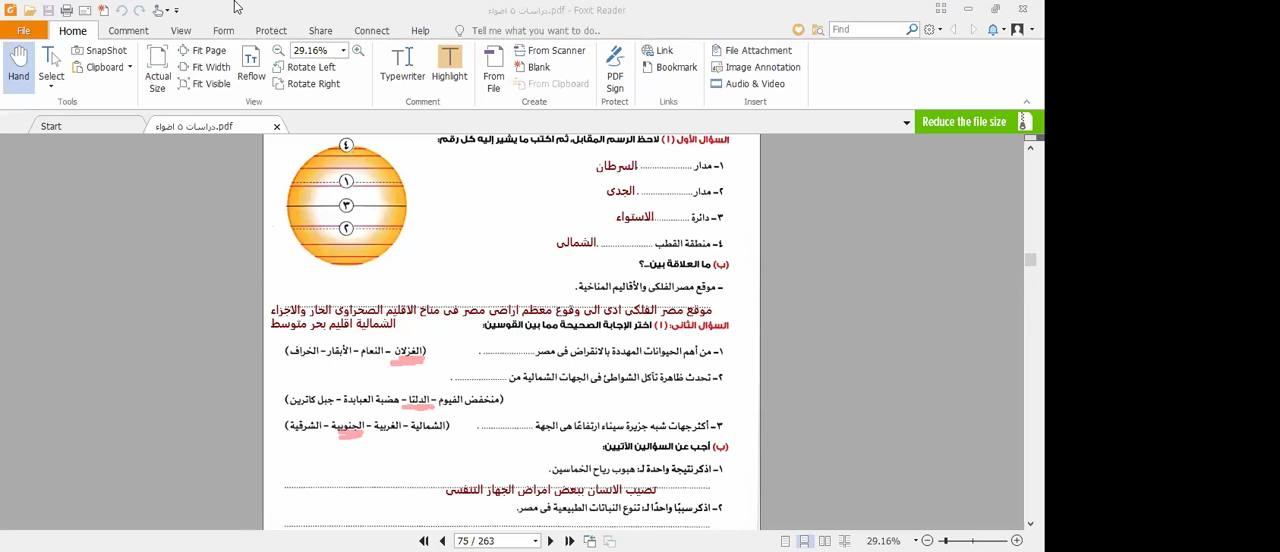 دراسات ٥ اضواء.pdf - Foxit Reader
File Home Comment View Form Protect Share Connect Help Tell me what you want to do.. Find
Hand
Select
SnapShot
Clipboard
Actual Size
Fit Page
Fit Width
Fit Visible
Reflow
29.16%
Rotate Left
Rotate Right
Typewriter
Highlight
From File
From Scanner
Blank
From Clipboard
PDF Sign
Link
Bookmark
File Attachment
Image Annotation
Audio & Video
Tools View Comment Create Protect Links Insert
Start
دراسات ٥ اضواء.pdf
Reduce the file size
السؤال الأول (ا) لاحظ الرسم المقابل، ثم اكتب ما يشير إليه كل رقم:
٤
١
٣
٢
١- مدار .................... السرطان
٢- مدار .................... الجدى
٣- دائرة .............. الاستواء
٤- منطقة القطب .................... الشمالى
(ب) ما العلاقة بين...؟
- موقع مصر الفلكى والأقاليم المناخية.
موقع مصر الفلكى ادى الى وقوع معظم اراضى مصر فى مناخ الاقليم الصحراوى الحار والاجزاء
الشمالية اقليم بحر متوسط
السؤال الثانى: (ا) اختر الإجابة الصحيحة مما بين القوسين:
١- من أهم الحيوانات المهددة بالانقراض فى مصر .................... . (الغزلان - النعام - الأبقار - الخراف)
٢- تحدث ظاهرة تآكل الشواطئ فى الجهات الشمالية من .................... .
(منخفض الفيوم - الدلتا - هضبة العبابدة - جبل كاترين)
٣- أكثر جهات شبه جزيرة سيناء ارتفاعًا هى الجهة .................... . (الشمالية - الغربية - الجنوبية - الشرقية)
(ب) أجب عن السؤالين الآتيين:
١- اذكر نتيجة واحدة لـ: هبوب رياح الخماسين.
تصيب الانسان ببعض امراض الجهاز التنفسى
٢- اذكر سببًا واحدًا لـ: تنوع النباتات الطبيعية فى مصر.
75 / 263
29.16%